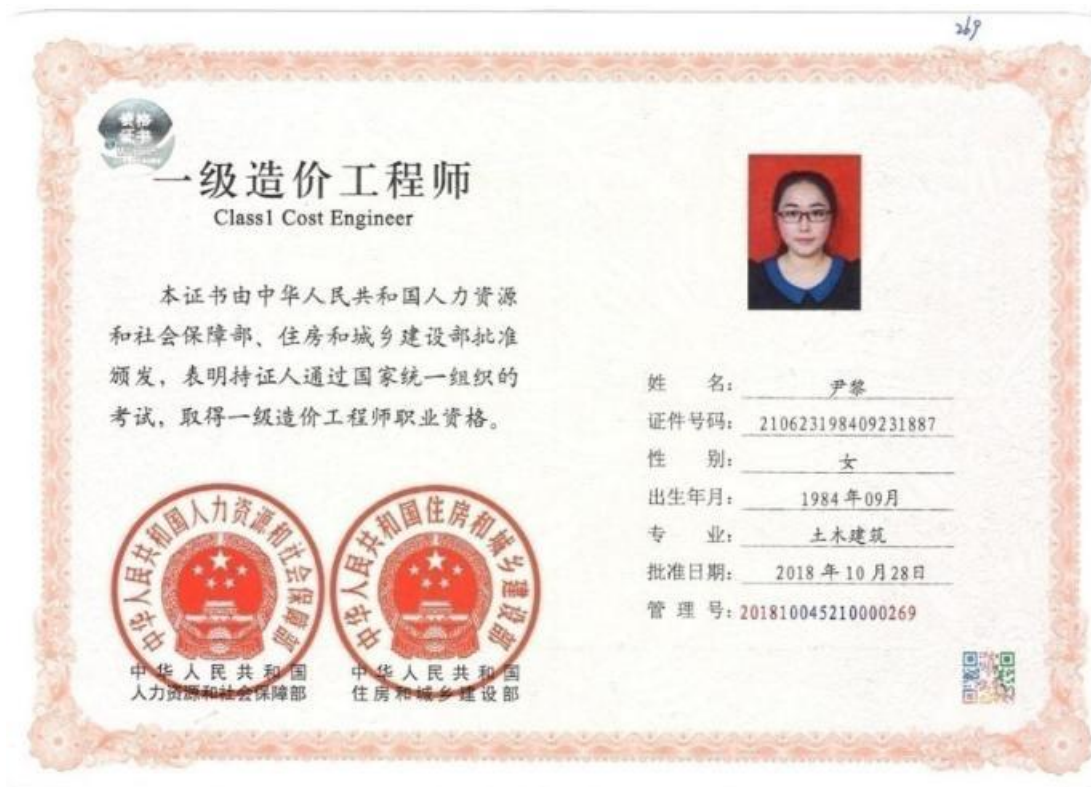 269
资格
证书
一级造价工程师
Class1 Cost Engineer
本证书由中华人民共和国人力资源
和社会保障部、住房和城乡建设部批准
颁发，表明持证人通过国家统一组织的
考试，取得一级造价工程师职业资格。
姓 名： 尹黎
证件号码： 210623198409231887
性 别： 女
出生年月： 1984年09月
专 业： 土木建筑
批准日期： 2018年10月28日
管 理 号：201810045210000269
中华人民共和国人力资源和社会保障部
中华人民共和国住房和城乡建设部
中华人民共和国
人力资源和社会保障部
中华人民共和国
住房和城乡建设部